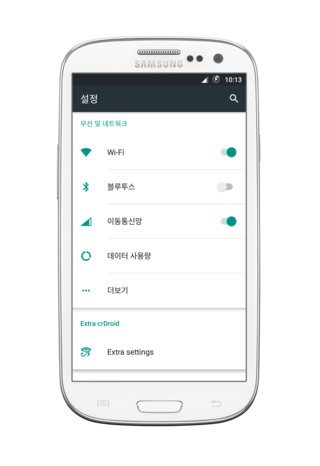 SAMSUNG
10:13
설정
무선 및 네트워크
Wi-Fi
블루투스
이동통신망
데이터 사용량
더보기
Extra crDroid
Extra settings